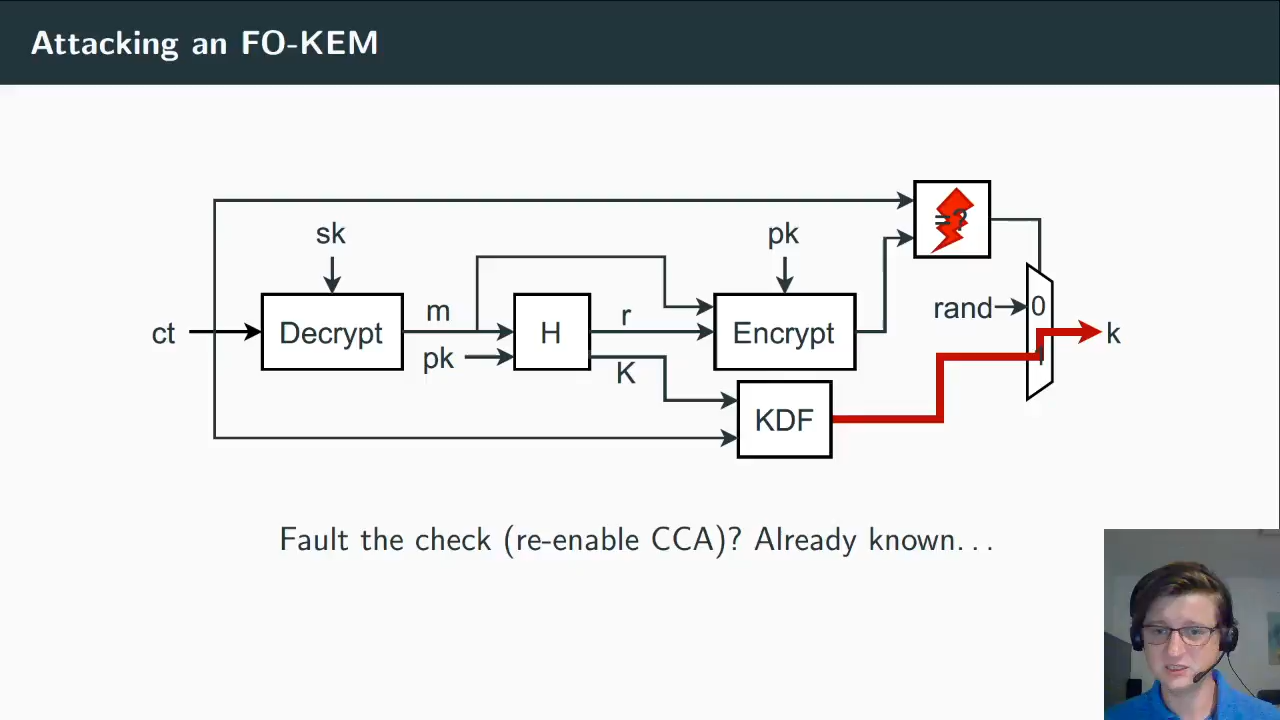 Attacking an FO-KEM
=?
sk
pk
rand
0
ct
Decrypt
m
pk
H
r
K
Encrypt
k
1
KDF
Fault the check (re-enable CCA)? Already known...